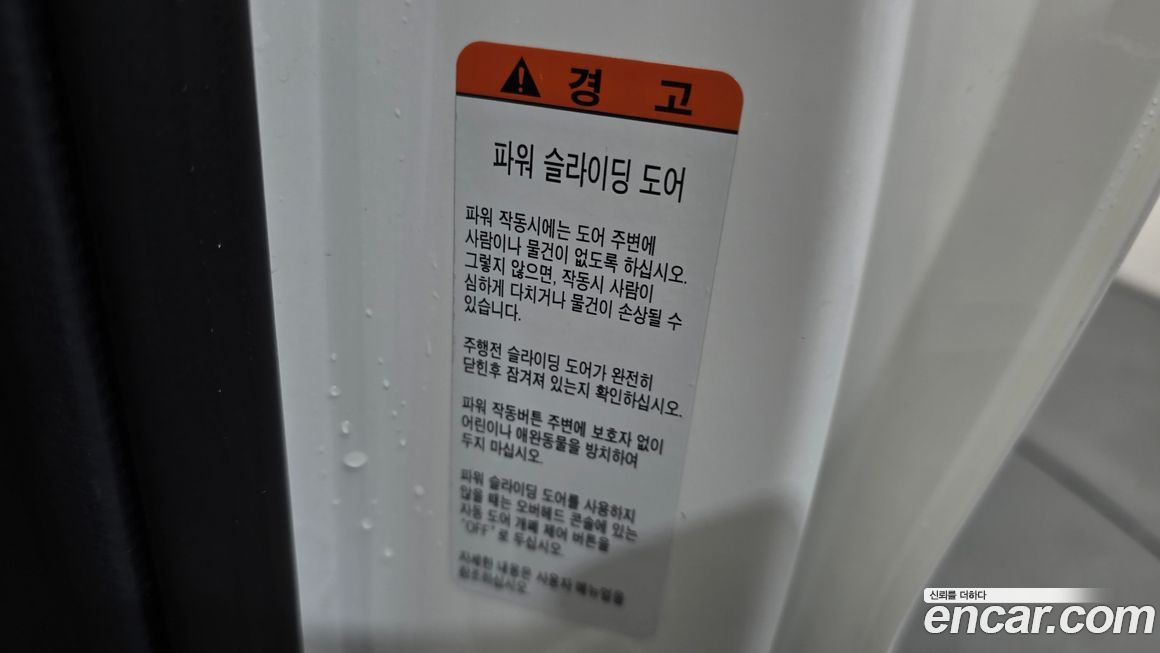 경 고
파워 슬라이딩 도어
파워 작동시에는 도어 주변에
사람이나 물건이 없도록 하십시오.
그렇지 않으면, 작동시 사람이
심하게 다치거나 물건이 손상될 수
있습니다.
주행전 슬라이딩 도어가 완전히
닫힌후 잠겨져 있는지 확인하십시오.
파워 작동버튼 주변에 보호자 없이
어린이나 애완동물을 방치하여
두지 마십시오.
파워 슬라이딩 도어를 사용하지
않을 때는 오버헤드 콘솔에 있는
자동 도어 개폐 제어 버튼을
"OFF"로 두십시오.
자세한 내용은 사용자 매뉴얼을
참조하십시오.
신뢰를 더하다
encar.com